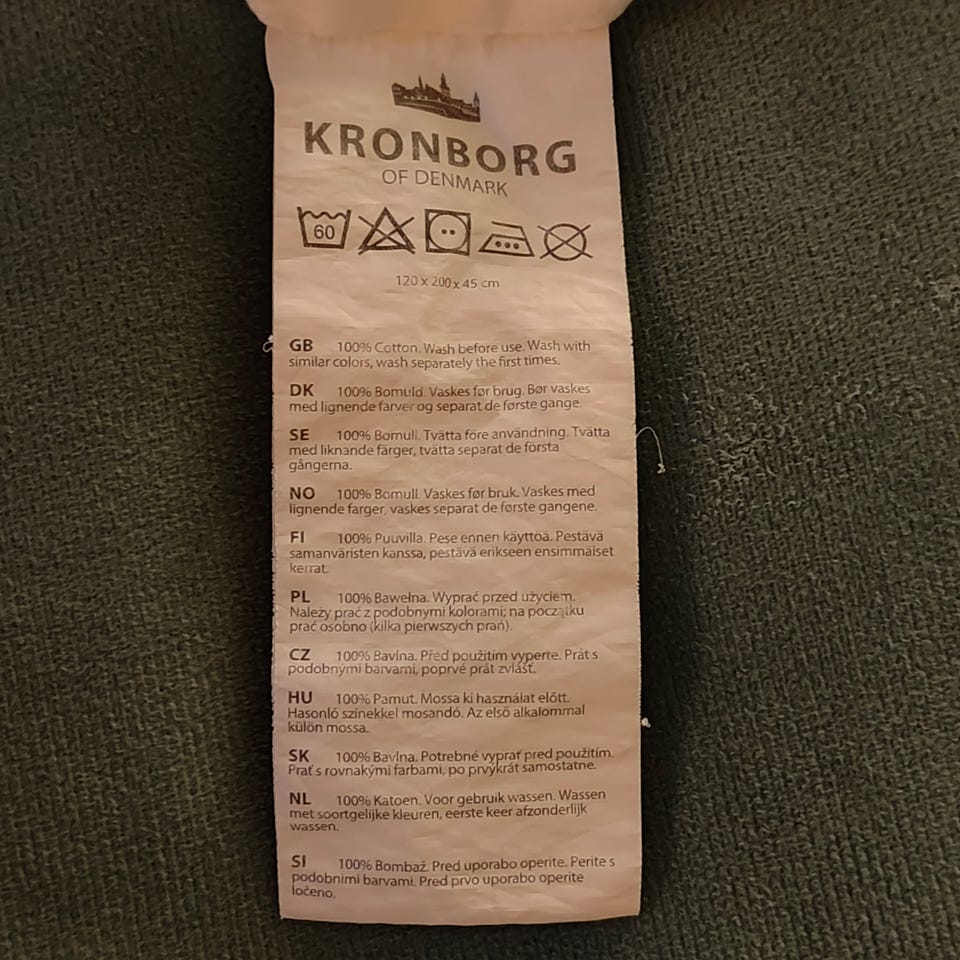 KRONBORG
OF DENMARK
60
120 x 200 x 45 cm
GB 100% Cotton. Wash before use. Wash with
similar colors, wash separately the first times.
DK 100% Bomuld. Vaskes før brug. Bør vaskes
med lignende farver og separat de første gange.
SE 100% Bomull. Tvätta före användning. Tvätta
med liknande färger, tvätta separat de första
gångerna.
NO 100% Bomull. Vaskes før bruk. Vaskes med
lignende farger, vaskes separat de første gangene.
FI 100% Puuvilla. Pese ennen käyttöä. Pestävä
samanväristen kanssa, pestävä erikseen ensimmäiset
kerrat.
PL 100% Bawełna. Wyprać przed użyciem.
Należy prać z podobnymi kolorami; na początku
prać osobno (kilka pierwszych prań).
CZ 100% Bavlna. Před použitím vyperte. Prát s
podobnými barvami, poprvé prát zvlášť.
HU 100% Pamut. Mossa ki használat előtt.
Hasonló színekkel mosandó. Az első alkalommal
külön mossa.
SK 100% Bavlna. Potrebné vyprať pred použitím.
Prať s rovnakými farbami, po prvýkrát samostatne.
NL 100% Katoen. Voor gebruik wassen. Wassen
met soortgelijke kleuren, eerste keer afzonderlijk
wassen.
SI 100% Bombaž. Pred uporabo operite. Perite s
podobnimi barvami. Pred prvo uporabo operite
ločeno.